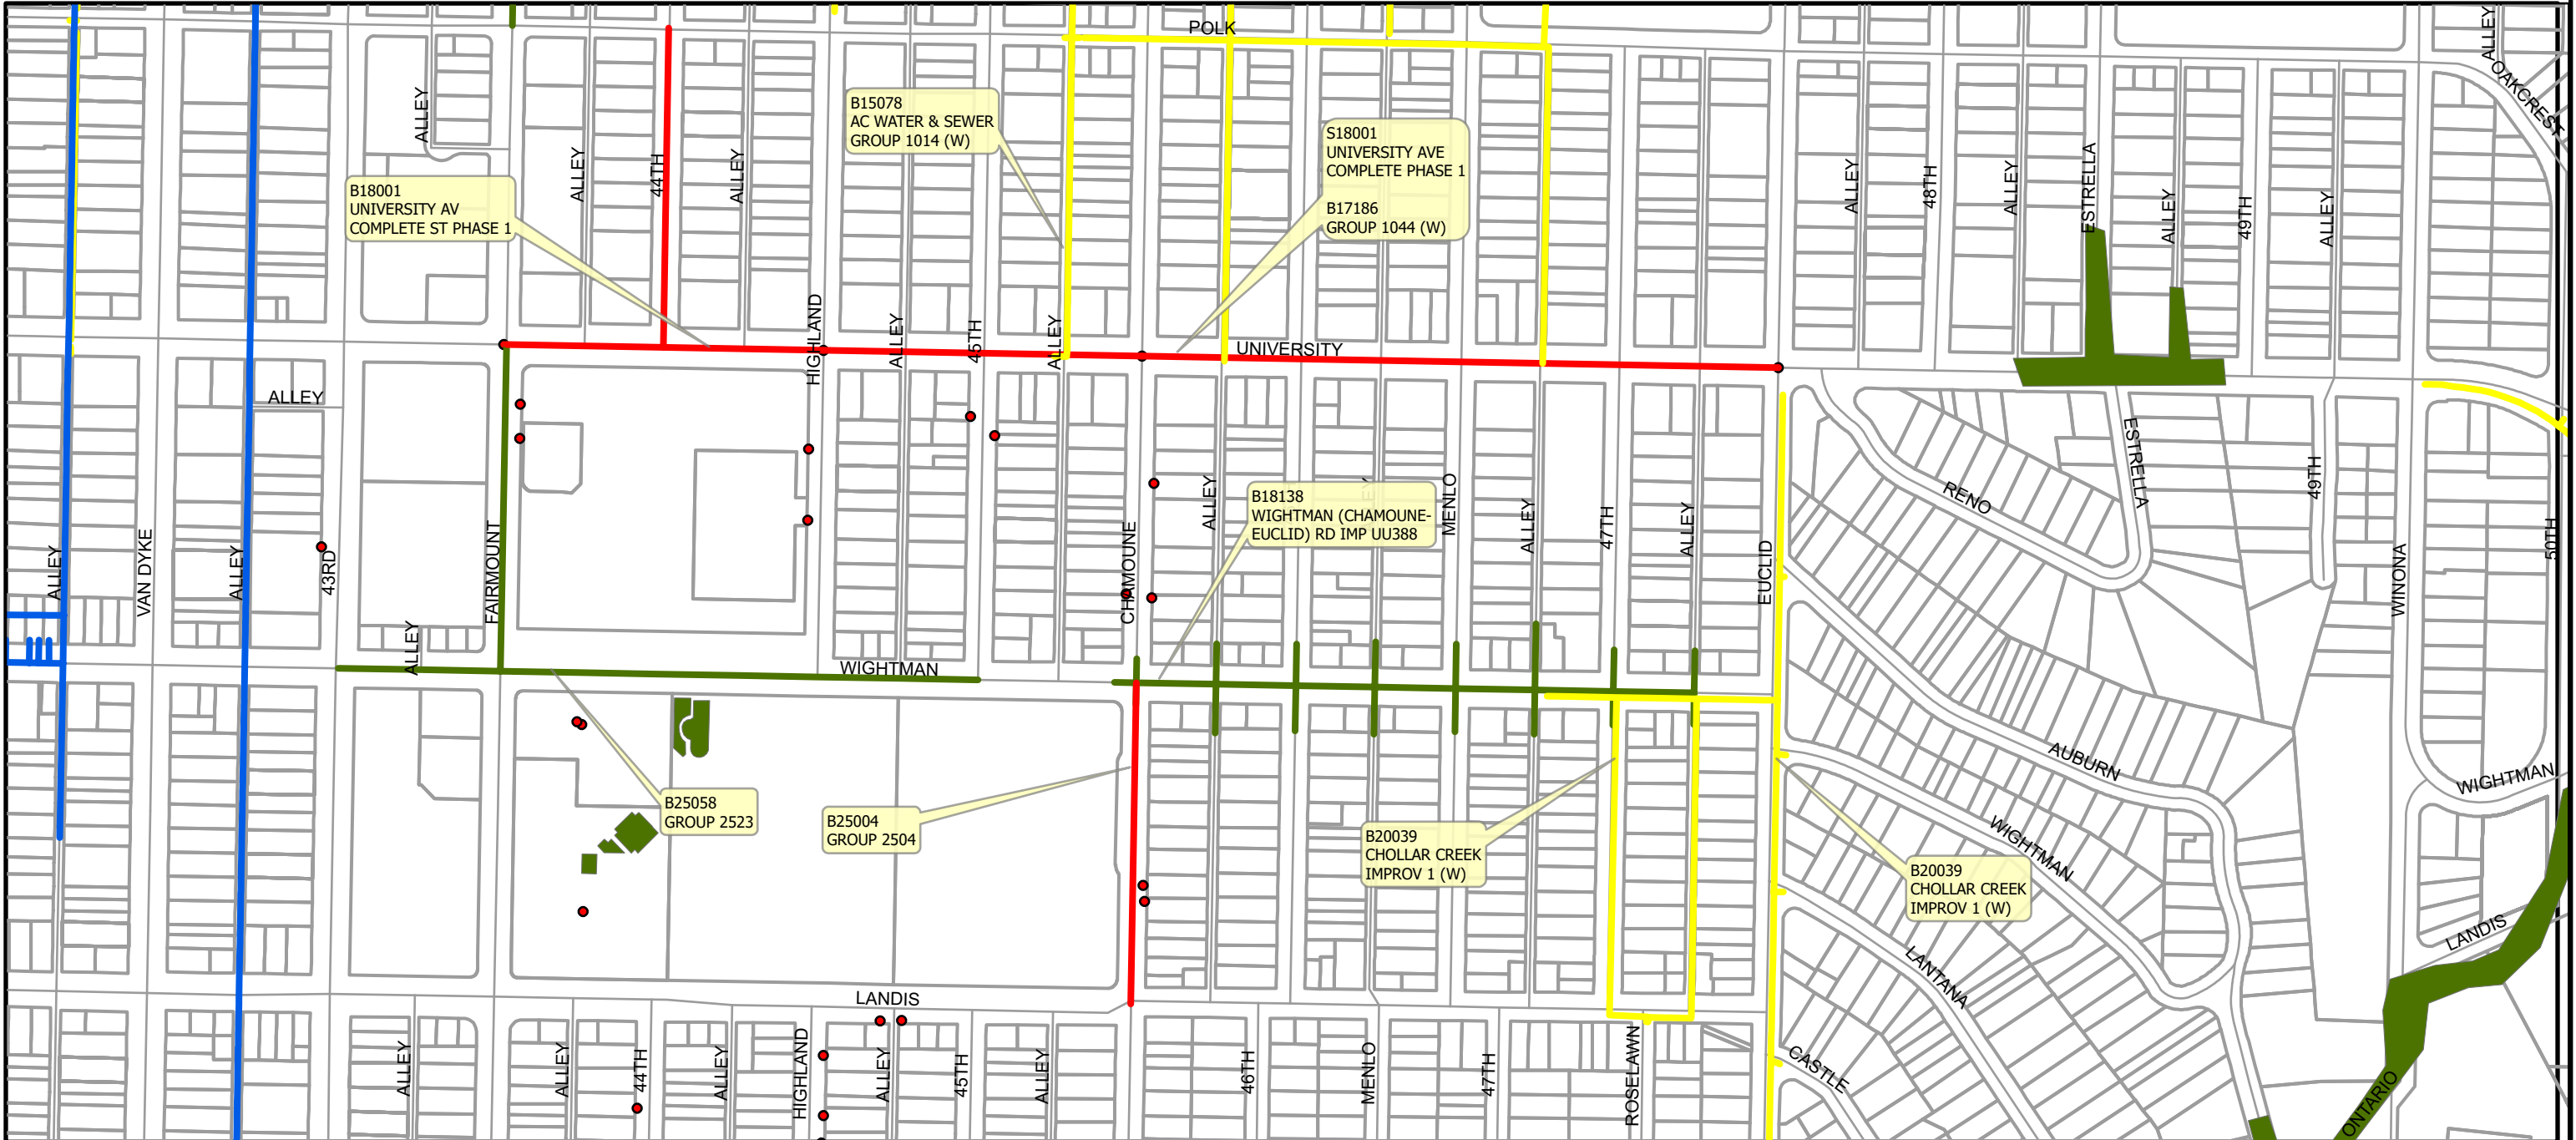 POLK
ALLEY
OAKCREST
ALLEY
B15078
AC WATER & SEWER
GROUP 1014 (W)
S18001
UNIVERSITY AVE
COMPLETE PHASE 1
B17186
GROUP 1044 (W)
B18001
UNIVERSITY AV
COMPLETE ST PHASE 1
ALLEY
44TH
ALLEY
ALLEY
48TH
ALLEY
ESTRELLA
ALLEY
49TH
ALLEY
HIGHLAND
ALLEY
45TH
ALLEY
UNIVERSITY
ALLEY
ESTRELLA
RENO
49TH
B18138
WIGHTMAN (CHAMOUNE-
EUCLID) RD IMP UU388
ALLEY
VAN DYKE
ALLEY
43RD
FAIRMOUNT
ALLEY
CHAMOUNE
ALLEY
MENLO
ALLEY
47TH
ALLEY
EUCLID
WINONA
50TH
WIGHTMAN
AUBURN
WIGHTMAN
WIGHTMAN
B25058
GROUP 2523
B25004
GROUP 2504
B20039
CHOLLAR CREEK
IMPROV 1 (W)
B20039
CHOLLAR CREEK
IMPROV 1 (W)
LANDIS
LANTANA
LANDIS
ALLEY
ALLEY
44TH
ALLEY
HIGHLAND
ALLEY
45TH
ALLEY
46TH
MENLO
47TH
ROSELAWN
CASTLE
ONTARIO